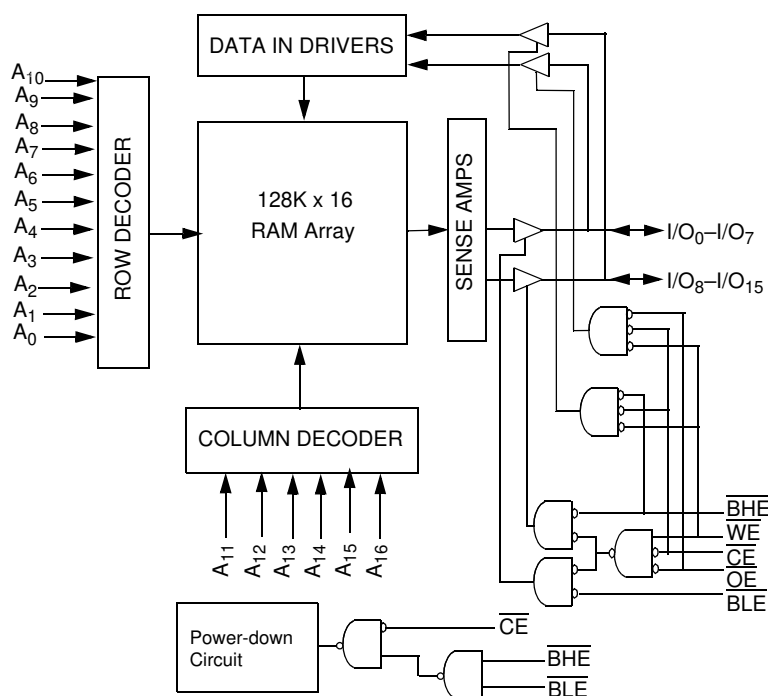 DATA IN DRIVERS
A10
A9
A8
A7
A6
A5
A4
A3
A2
A1
A0
ROW DECODER
128K x 16
RAM Array
SENSE AMPS
I/O0–I/O7
I/O8–I/O15
COLUMN DECODER
A11
A12
A13
A14
A15
A16
BHE
WE
CE
OE
BLE
Power-down
Circuit
CE
BHE
BLE